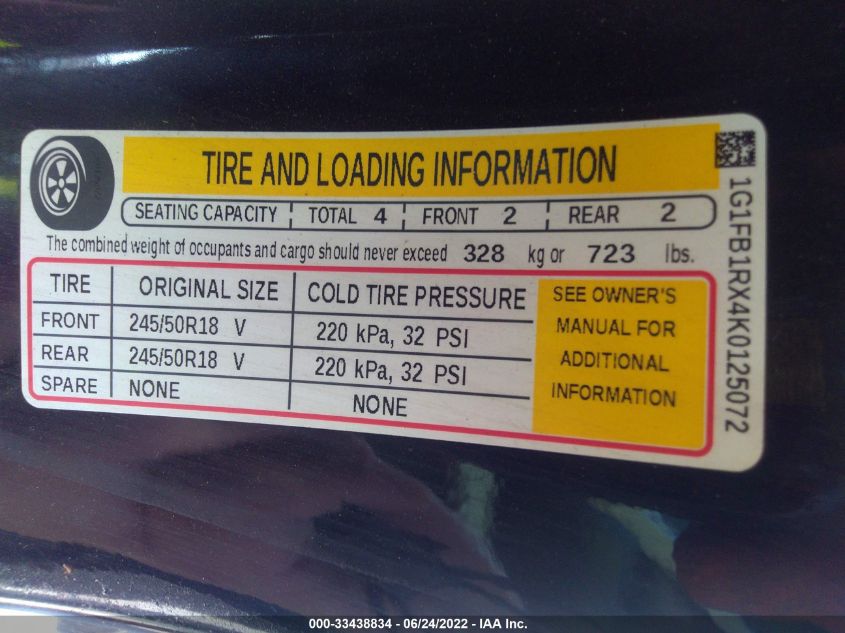 TIRE AND LOADING INFORMATION
SEATING CAPACITY TOTAL 4 FRONT 2 REAR 2
The combined weight of occupants and cargo should never exceed 328 kg or 723 lbs.
TIRE ORIGINAL SIZE COLD TIRE PRESSURE
FRONT 245/50R18 V 220 kPa, 32 PSI
REAR 245/50R18 V 220 kPa, 32 PSI
SPARE NONE NONE
SEE OWNER'S
MANUAL FOR
ADDITIONAL
INFORMATION
1G1FB1RX4K0125072
000-33438834 - 06/24/2022 - IAA Inc.